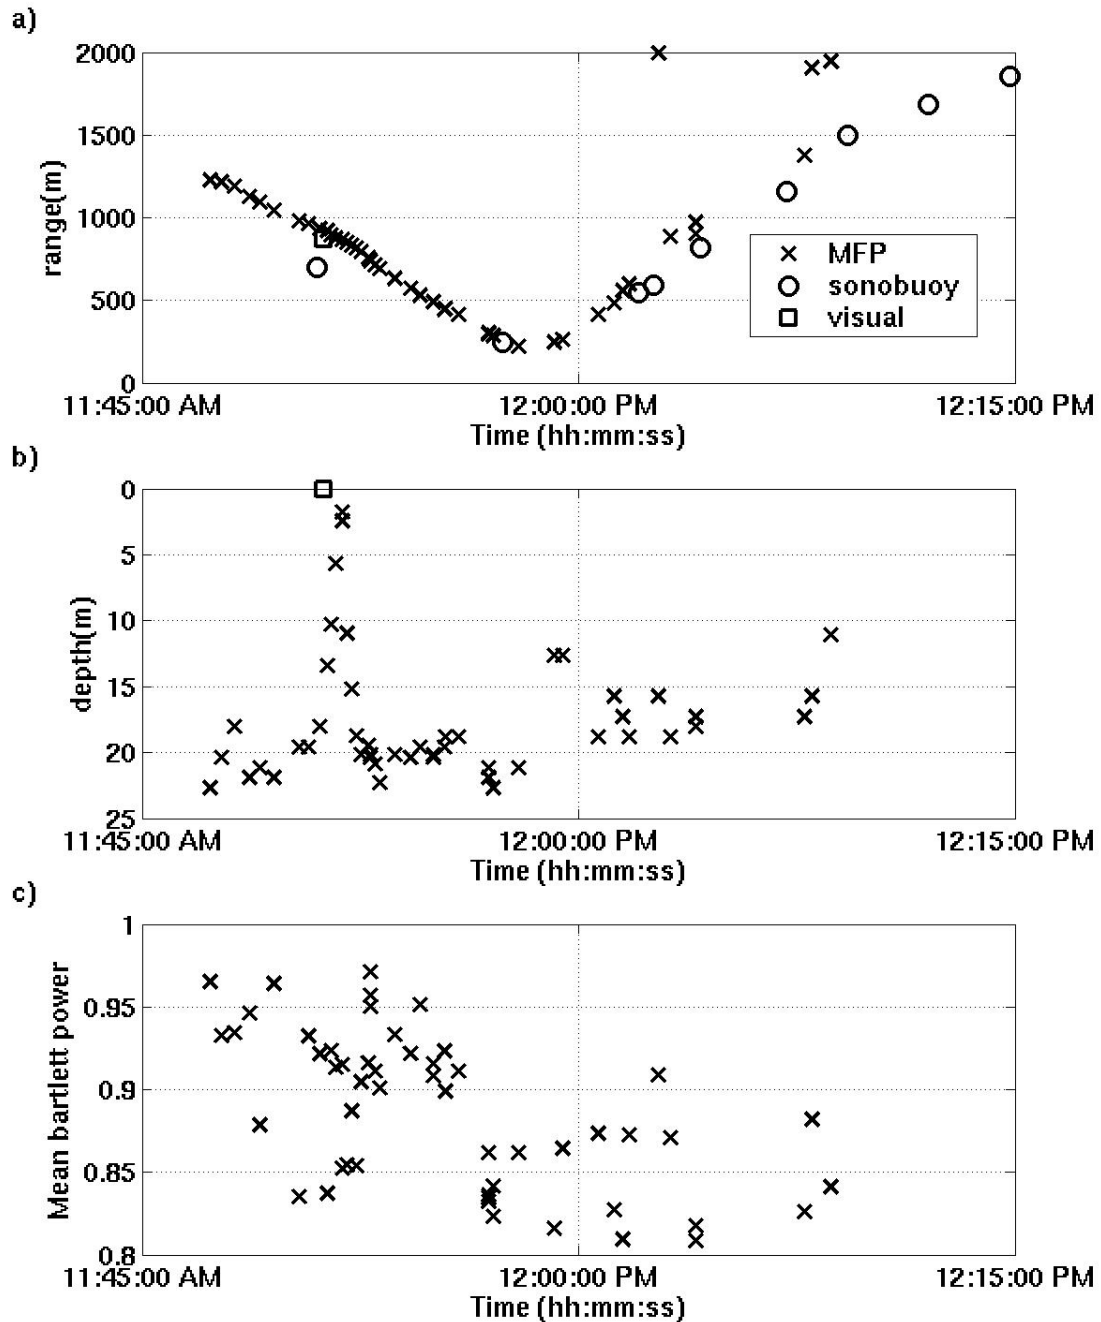 a)
2000
1500
1000
500
0
range(m)
MFP
sonobuoy
visual
11:45:00 AM 12:00:00 PM 12:15:00 PM
Time (hh:mm:ss)
b)
0
5
10
15
20
25
depth(m)
11:45:00 AM 12:00:00 PM 12:15:00 PM
Time (hh:mm:ss)
c)
1
0.95
0.9
0.85
0.8
Mean bartlett power
11:45:00 AM 12:00:00 PM 12:15:00 PM
Time (hh:mm:ss)